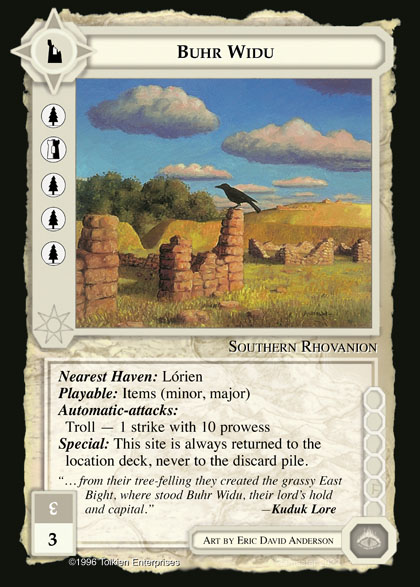 BUHR WIDU
SOUTHERN RHOVANION
Nearest Haven: Lórien
Playable: Items (minor, major)
Automatic-attacks:
Troll — 1 strike with 10 prowess
Special: This site is always returned to the
location deck, never to the discard pile.
“… from their tree-felling they created the grassy East
Bight, where stood Buhr Widu, their lord’s hold
and capital.” —Kuduk Lore
3
ART BY ERIC DAVID ANDERSON
©1996 Tolkien Enterprises